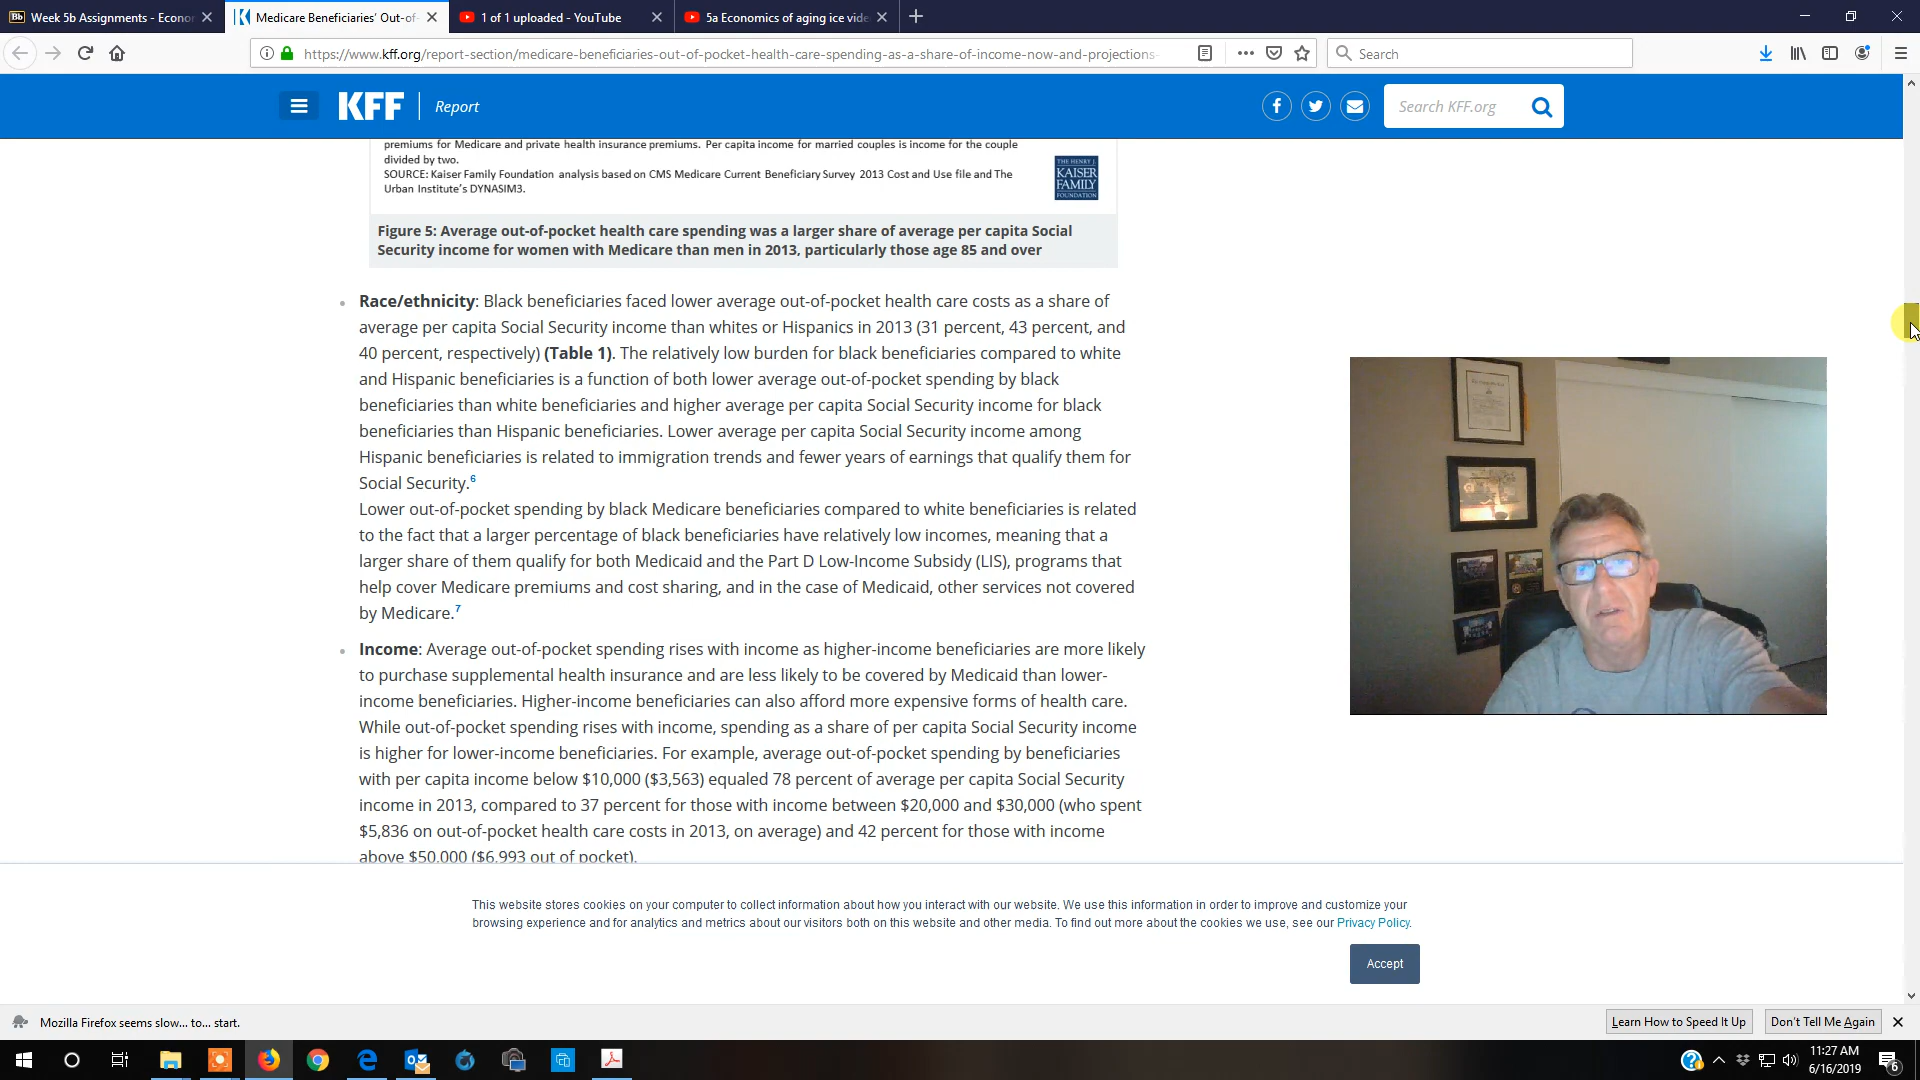 Week 5b Assignments - Econor
Medicare Beneficiaries' Out-of-
1 of 1 uploaded - YouTube
5a Economics of aging ice vide
https://www.kff.org/report-section/medicare-beneficiaries-out-of-pocket-health-care-spending-as-a-share-of-income-now-and-projections-
Search
KFF
Report
Search KFF.org
premiums for Medicare and private health insurance premiums. Per capita income for married couples is income for the couple
divided by two.
SOURCE: Kaiser Family Foundation analysis based on CMS Medicare Current Beneficiary Survey 2013 Cost and Use file and The
Urban Institute's DYNASIM3.
THE HENRY J.
KAISER
FAMILY
FOUNDATION
Figure 5: Average out-of-pocket health care spending was a larger share of average per capita Social
Security income for women with Medicare than men in 2013, particularly those age 85 and over
Race/ethnicity: Black beneficiaries faced lower average out-of-pocket health care costs as a share of
average per capita Social Security income than whites or Hispanics in 2013 (31 percent, 43 percent, and
40 percent, respectively) (Table 1). The relatively low burden for black beneficiaries compared to white
and Hispanic beneficiaries is a function of both lower average out-of-pocket spending by black
beneficiaries than white beneficiaries and higher average per capita Social Security income for black
beneficiaries than Hispanic beneficiaries. Lower average per capita Social Security income among
Hispanic beneficiaries is related to immigration trends and fewer years of earnings that qualify them for
Social Security.6
Lower out-of-pocket spending by black Medicare beneficiaries compared to white beneficiaries is related
to the fact that a larger percentage of black beneficiaries have relatively low incomes, meaning that a
larger share of them qualify for both Medicaid and the Part D Low-Income Subsidy (LIS), programs that
help cover Medicare premiums and cost sharing, and in the case of Medicaid, other services not covered
by Medicare.7
Income: Average out-of-pocket spending rises with income as higher-income beneficiaries are more likely
to purchase supplemental health insurance and are less likely to be covered by Medicaid than lower-
income beneficiaries. Higher-income beneficiaries can also afford more expensive forms of health care.
While out-of-pocket spending rises with income, spending as a share of per capita Social Security income
is higher for lower-income beneficiaries. For example, average out-of-pocket spending by beneficiaries
with per capita income below $10,000 ($3,563) equaled 78 percent of average per capita Social Security
income in 2013, compared to 37 percent for those with income between $20,000 and $30,000 (who spent
$5,836 on out-of-pocket health care costs in 2013, on average) and 42 percent for those with income
above $50,000 ($6,993 out of pocket).
This website stores cookies on your computer to collect information about how you interact with our website. We use this information in order to improve and customize your
browsing experience and for analytics and metrics about our visitors both on this website and other media. To find out more about the cookies we use, see our Privacy Policy.
Accept
Mozilla Firefox seems slow... to... start.
Learn How to Speed It Up
Don't Tell Me Again
11:27 AM
6/16/2019
6